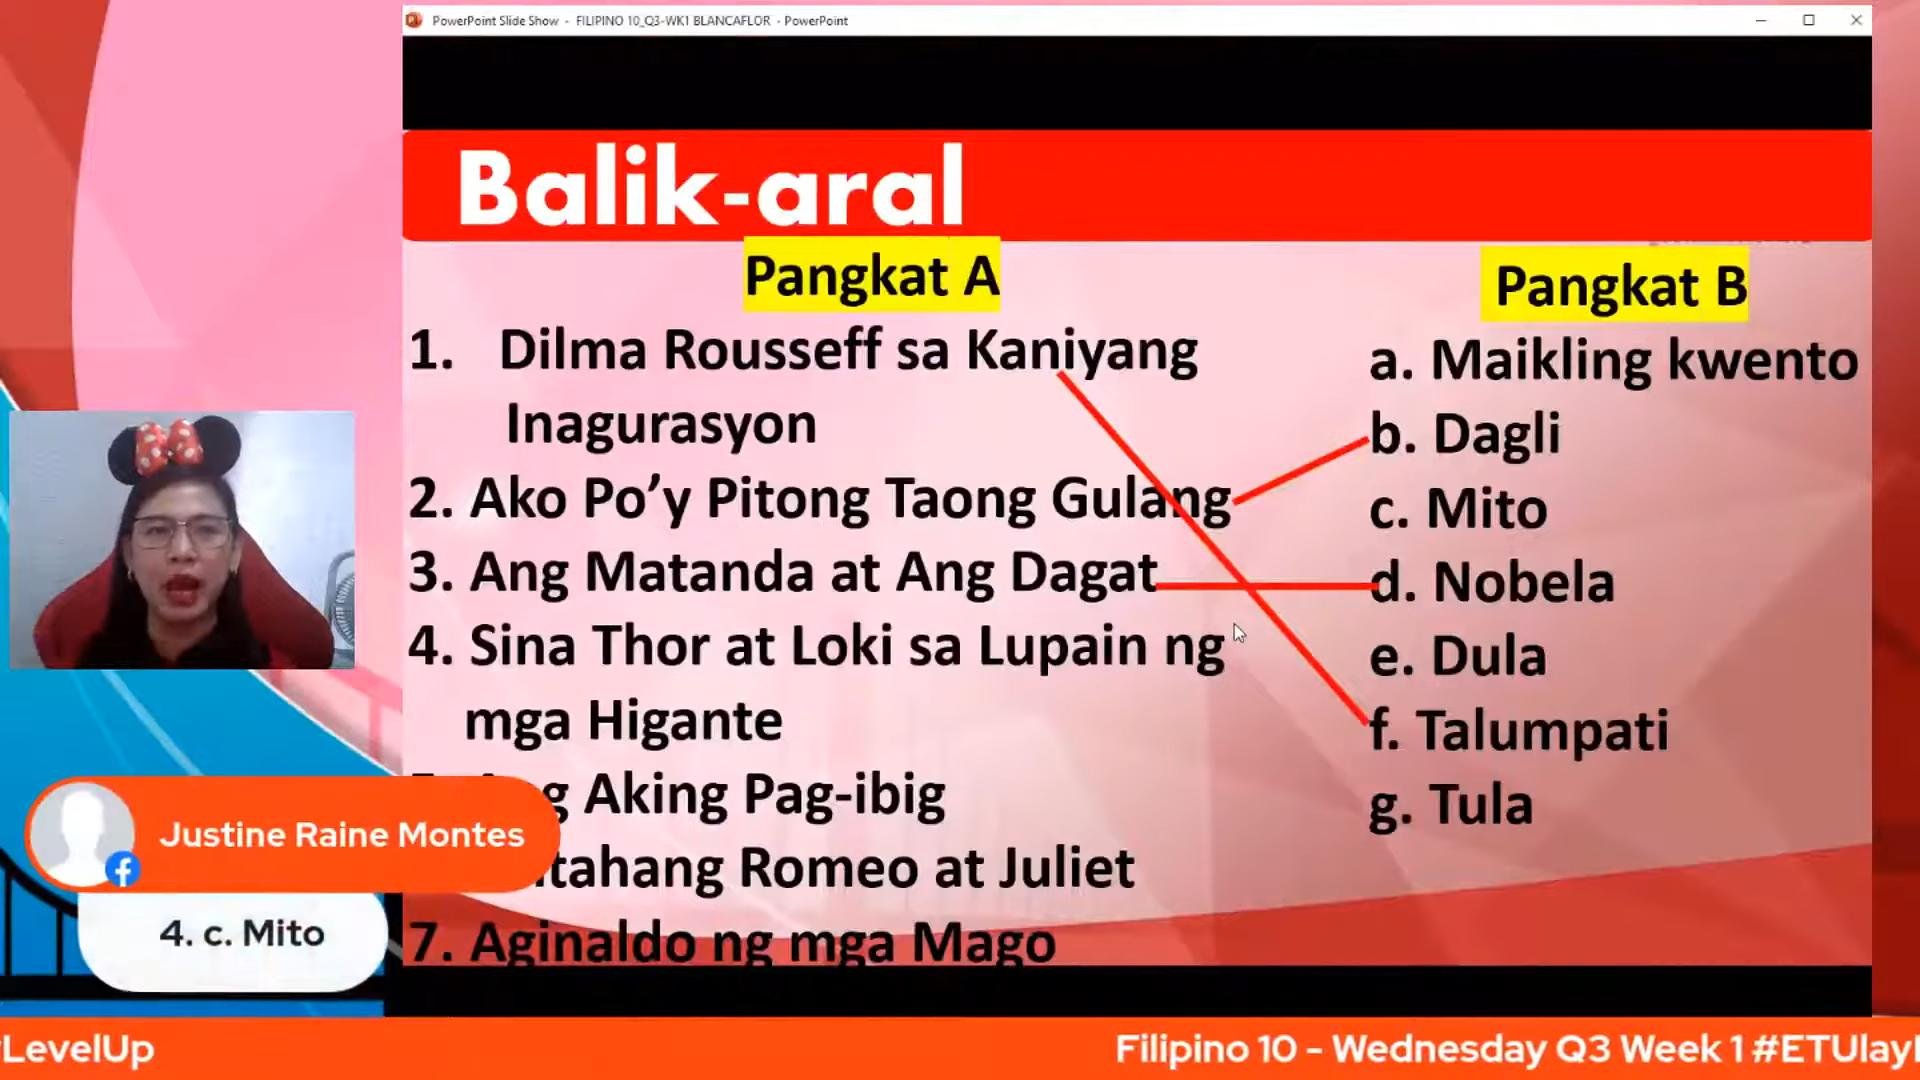 PowerPoint Slide Show - FILIPINO 10_Q3-WK1 BLANCAFLOR - PowerPoint
Balik-aral
Pangkat A
1. Dilma Rousseff sa Kaniyang
Inagurasyon
2. Ako Po’y Pitong Taong Gulang
3. Ang Matanda at Ang Dagat
4. Sina Thor at Loki sa Lupain ng
mga Higante
Aking Pag-ibig
Romeo at Juliet
7. Aginaldo ng mga Mago
Pangkat B
a. Maikling kwento
b. Dagli
c. Mito
d. Nobela
e. Dula
f. Talumpati
g. Tula
Justine Raine Montes
4. c. Mito
LevelUp
Filipino 10 - Wednesday Q3 Week 1 #ETUlay